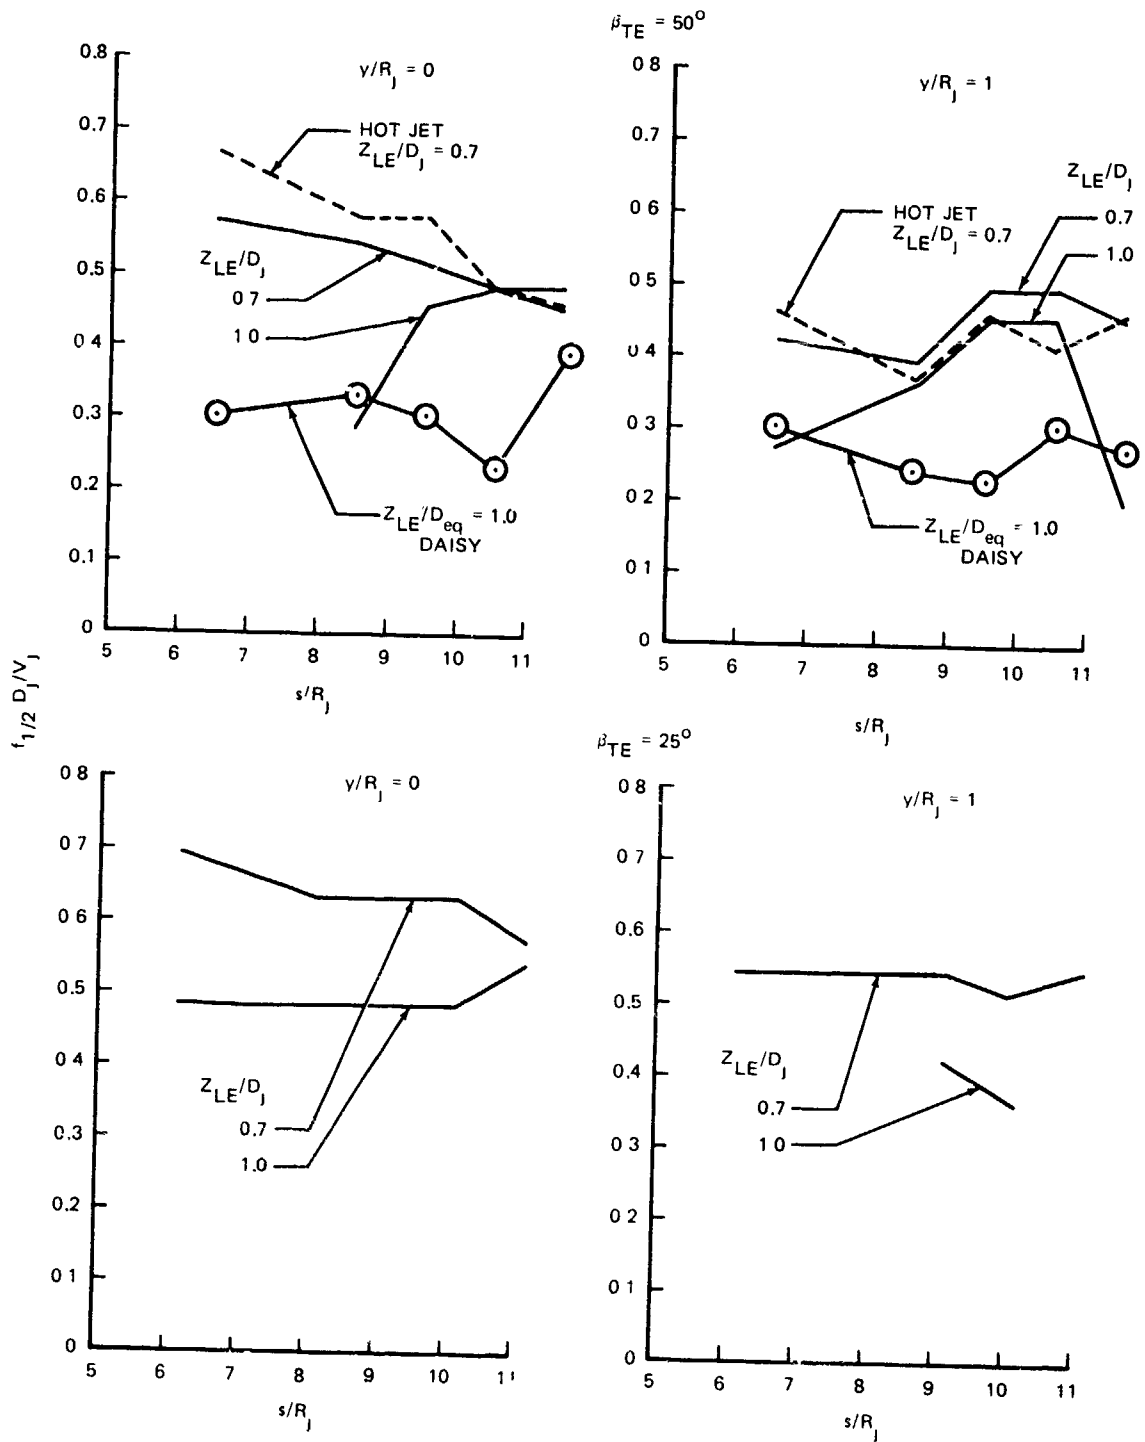 β_TE = 50°
y/R_J = 0
0.8
0.7
0.6
0.5
0.4
0.3
0.2
0.1
0
HOT JET
Z_LE/D_J = 0.7
Z_LE/D_J
0.7
1 0
Z_LE/D_eq = 1.0
DAISY
5 6 7 8 9 10 11
s/R_J
y/R_J = 1
0 8
0.7
0 6
0.5
0.4
0.3
0.2
0 1
0
HOT JET
Z_LE/D_J = 0.7
Z_LE/D_J
0.7
1.0
Z_LE/D_eq = 1.0
DAISY
5 6 7 8 9 10 11
s/R_J
f_1/2 D_J/V_J
β_TE = 25°
y/R_J = 0
0 8
0.7
0 6
0.5
0 4
0.3
0.2
0 1
0
Z_LE/D_J
0.7
1.0
5 6 7 8 9 10 11
s/R_J
y/R_J = 1
0 8
0 7
0.6
0.5
0.4
0.3
0.2
0 1
0
Z_LE/D_J
0.7
1 0
5 6 7 8 9 10 11
s/R_J